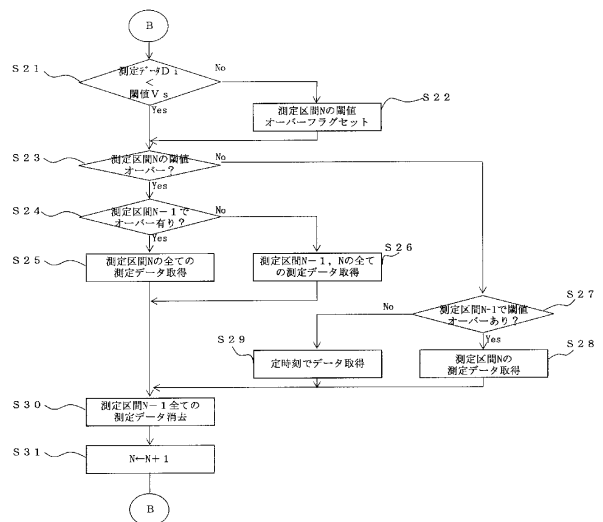 B
S21
測定データDi
<
閾値Vs
No
Yes
S22
測定区間Nの閾値
オーバーフラグセット
S23
測定区間Nの閾値
オーバー？
No
Yes
S24
測定区間N-1で
オーバー有り？
No
Yes
S25
測定区間Nの全ての
測定データ取得
S26
測定区間N-1，Nの全て
の測定データ取得
S27
測定区間N-1で閾値
オーバーあり？
No
Yes
S28
測定区間Nの
測定データ取得
S29
定時刻でデータ取得
S30
測定区間N-1全ての
測定データ消去
S31
N←N+1
B